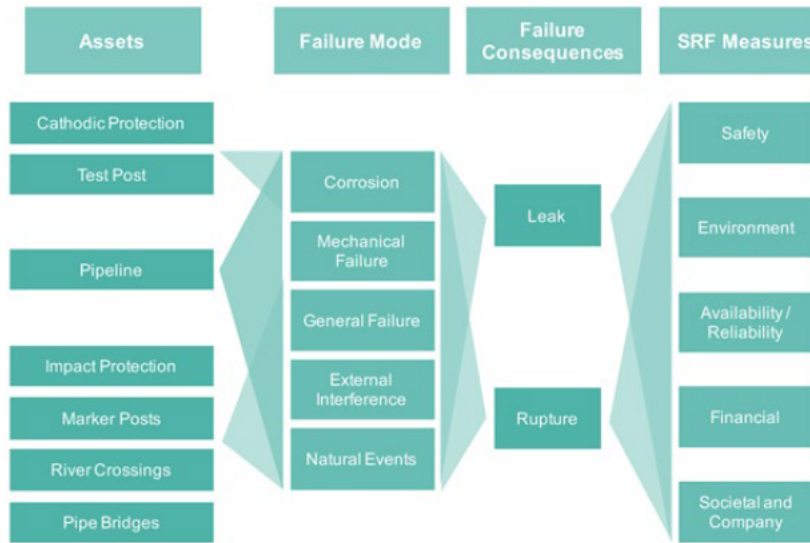 Assets
Failure Mode
Failure
Consequences
SRF Measures
Cathodic Protection
Test Post
Pipeline
Impact Protection
Marker Posts
River Crossings
Pipe Bridges
Corrosion
Mechanical
Failure
General Failure
External
Interference
Natural Events
Leak
Rupture
Safety
Environment
Availability /
Reliability
Financial
Societal and
Company